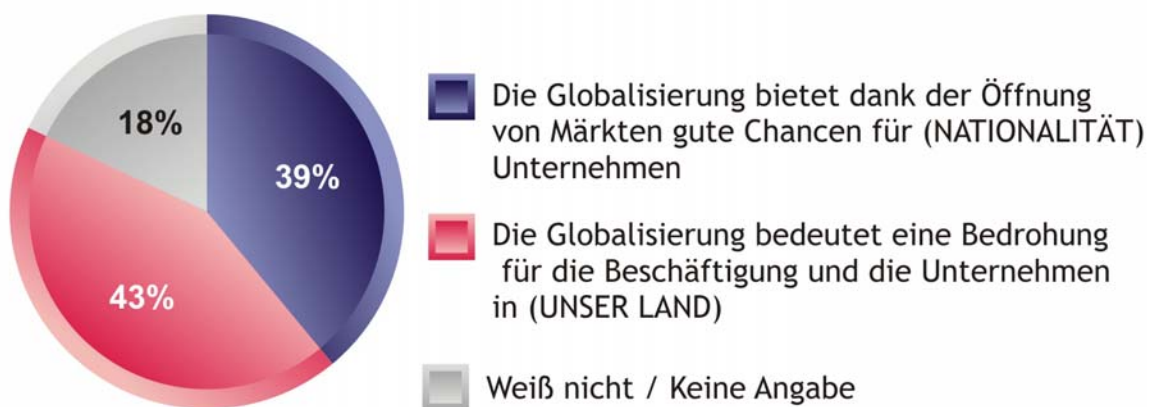 18%
39%
43%
Die Globalisierung bietet dank der Öffnung
von Märkten gute Chancen für (NATIONALITÄT)
Unternehmen
Die Globalisierung bedeutet eine Bedrohung
für die Beschäftigung und die Unternehmen
in (UNSER LAND)
Weiß nicht / Keine Angabe